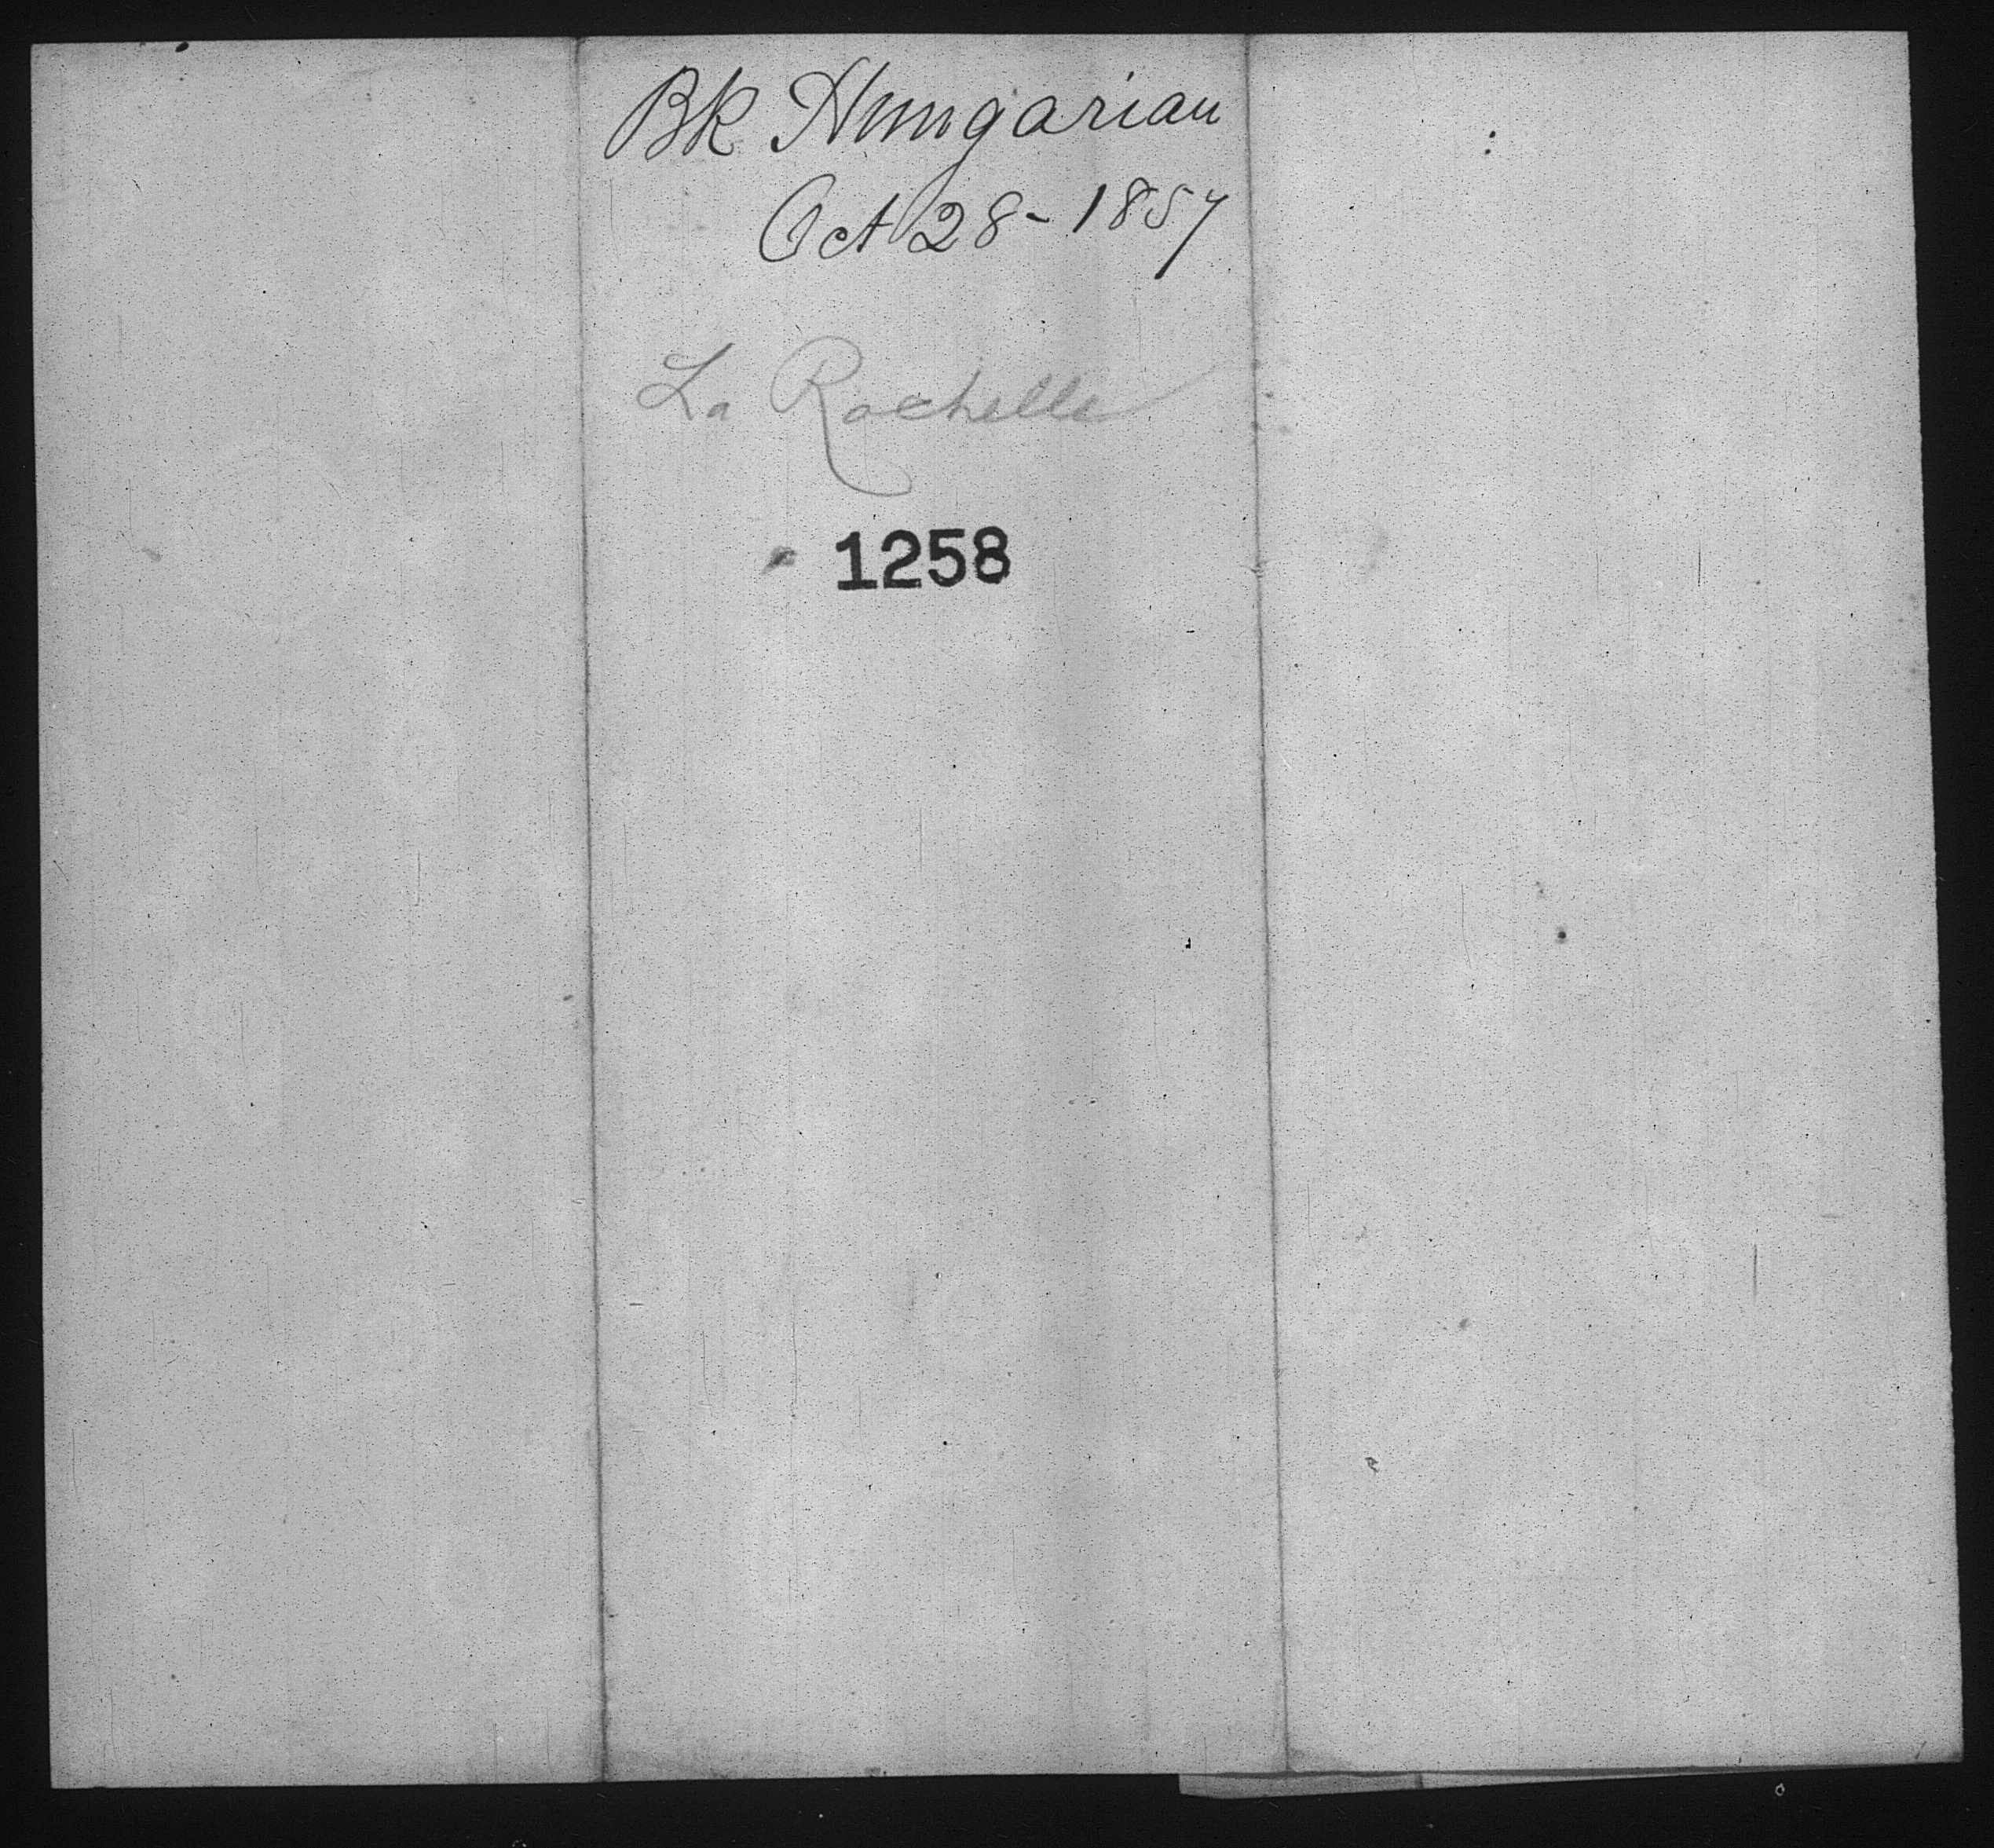 Bk Hungarian
Oct 28 - 1857
La Rochelle
1258